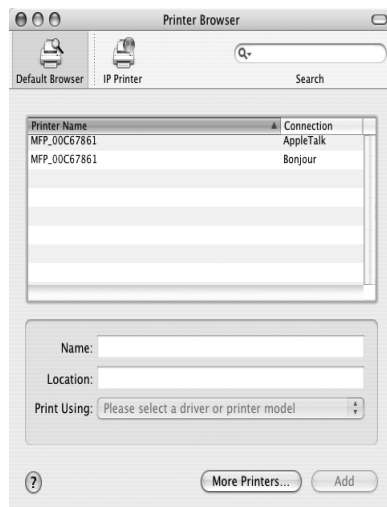 Printer Browser
Default Browser IP Printer Search
Printer Name Connection
MFP_00C67861 AppleTalk
MFP_00C67861 Bonjour
Name:
Location:
Print Using: Please select a driver or printer model
? More Printers... Add